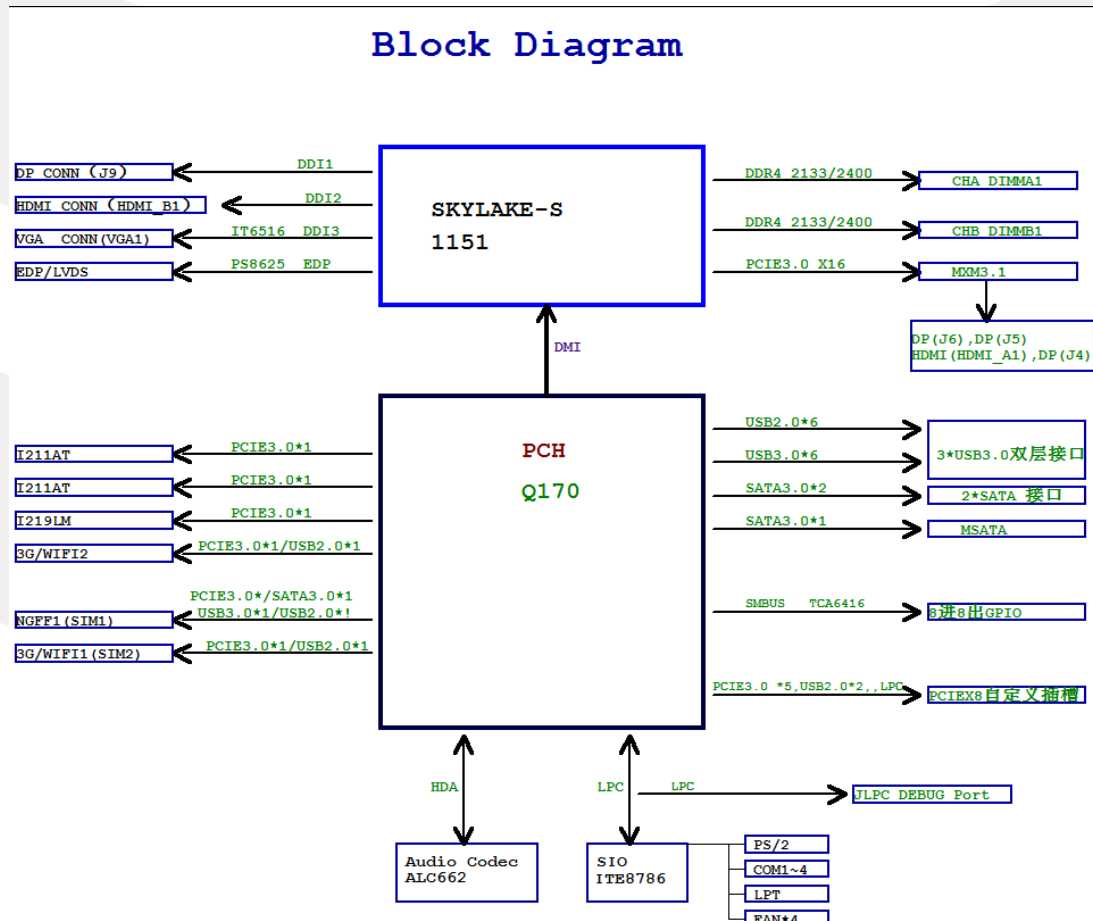 Block Diagram
DP CONN（J9）
DDI1
HDMI CONN（HDMI_B1）
DDI2
VGA CONN(VGA1)
IT6516 DDI3
EDP/LVDS
PS8625 EDP
SKYLAKE-S
1151
DDR4 2133/2400
CHA DIMMA1
DDR4 2133/2400
CHB DIMMB1
PCIE3.0 X16
MXM3.1
DP(J6),DP(J5)
HDMI(HDMI_A1),DP(J4)
DMI
PCH
Q170
I211AT
PCIE3.0*1
I211AT
PCIE3.0*1
I219LM
PCIE3.0*1
3G/WIFI2
PCIE3.0*1/USB2.0*1
PCIE3.0*/SATA3.0*1
USB3.0*1/USB2.0*!
NGFF1(SIM1)
PCIE3.0*1/USB2.0*1
3G/WIFI1(SIM2)
USB2.0*6
USB3.0*6
3*USB3.0双层接口
SATA3.0*2
2*SATA 接口
SATA3.0*1
MSATA
SMBUS TCA6416
8进8出GPIO
PCIE3.0 *5,USB2.0*2,,LPC
PCIEX8自定义插槽
HDA
LPC
LPC
JLPC DEBUG Port
Audio Codec
ALC662
SIO
ITE8786
PS/2
COM1~4
LPT
FAN*4